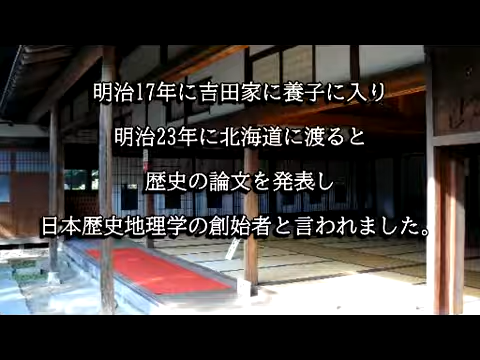 明治17年に吉田家に養子に入り
明治23年に北海道に渡ると
歴史の論文を発表し
日本歴史地理学の創始者と言われました。